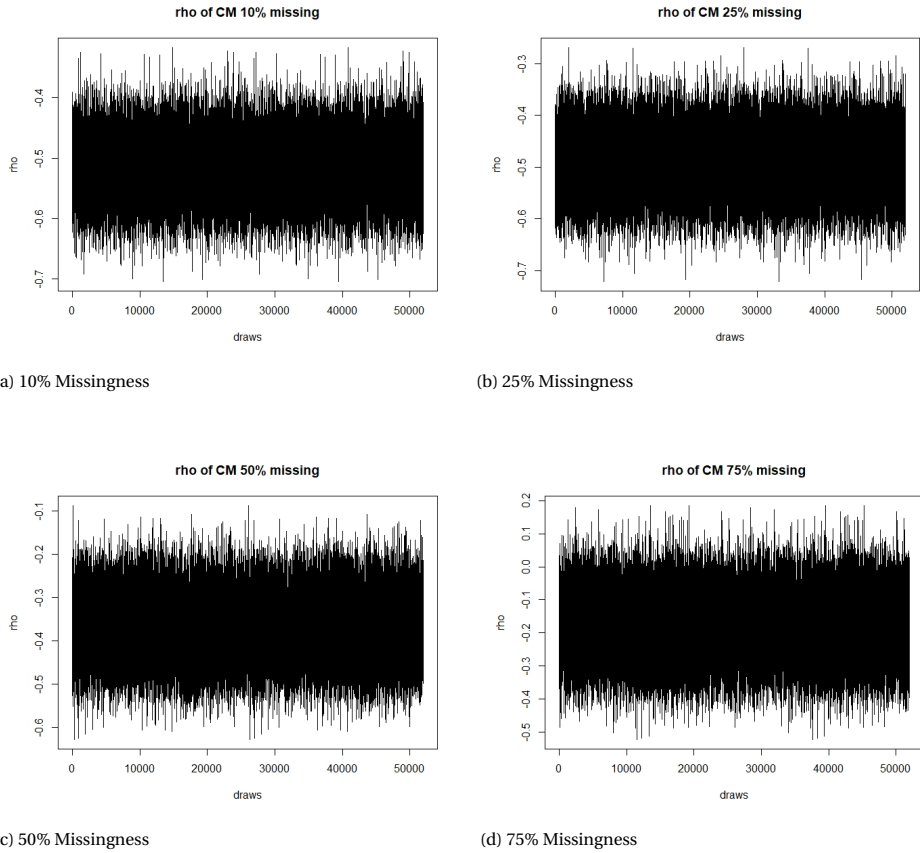 rho of CM 10% missing
rho
-0.4
-0.5
-0.6
-0.7
0 10000 20000 30000 40000 50000
draws
a) 10% Missingness
rho of CM 25% missing
rho
-0.3
-0.4
-0.5
-0.6
-0.7
0 10000 20000 30000 40000 50000
draws
(b) 25% Missingness
rho of CM 50% missing
rho
-0.1
-0.2
-0.3
-0.4
-0.5
-0.6
0 10000 20000 30000 40000 50000
draws
c) 50% Missingness
rho of CM 75% missing
rho
0.2
0.1
0.0
-0.1
-0.2
-0.3
-0.4
-0.5
0 10000 20000 30000 40000 50000
draws
(d) 75% Missingness